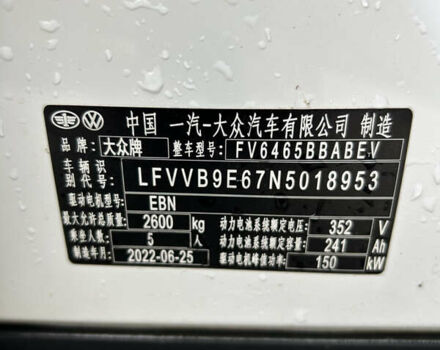 中国 一汽-大众汽车有限公司 制造
品牌 大众牌 整车型号 FV6465BBABEV
车辆识别代号 LFVVB9E67N5018953
驱动电机型号 EBN
最大允许总质量 2600 kg 动力电池系统额定电压 352 V
乘坐人数 5 人 动力电池系统额定容量 241 Ah
制造年月 2022-06-25 驱动电机峰值功率 150 kW